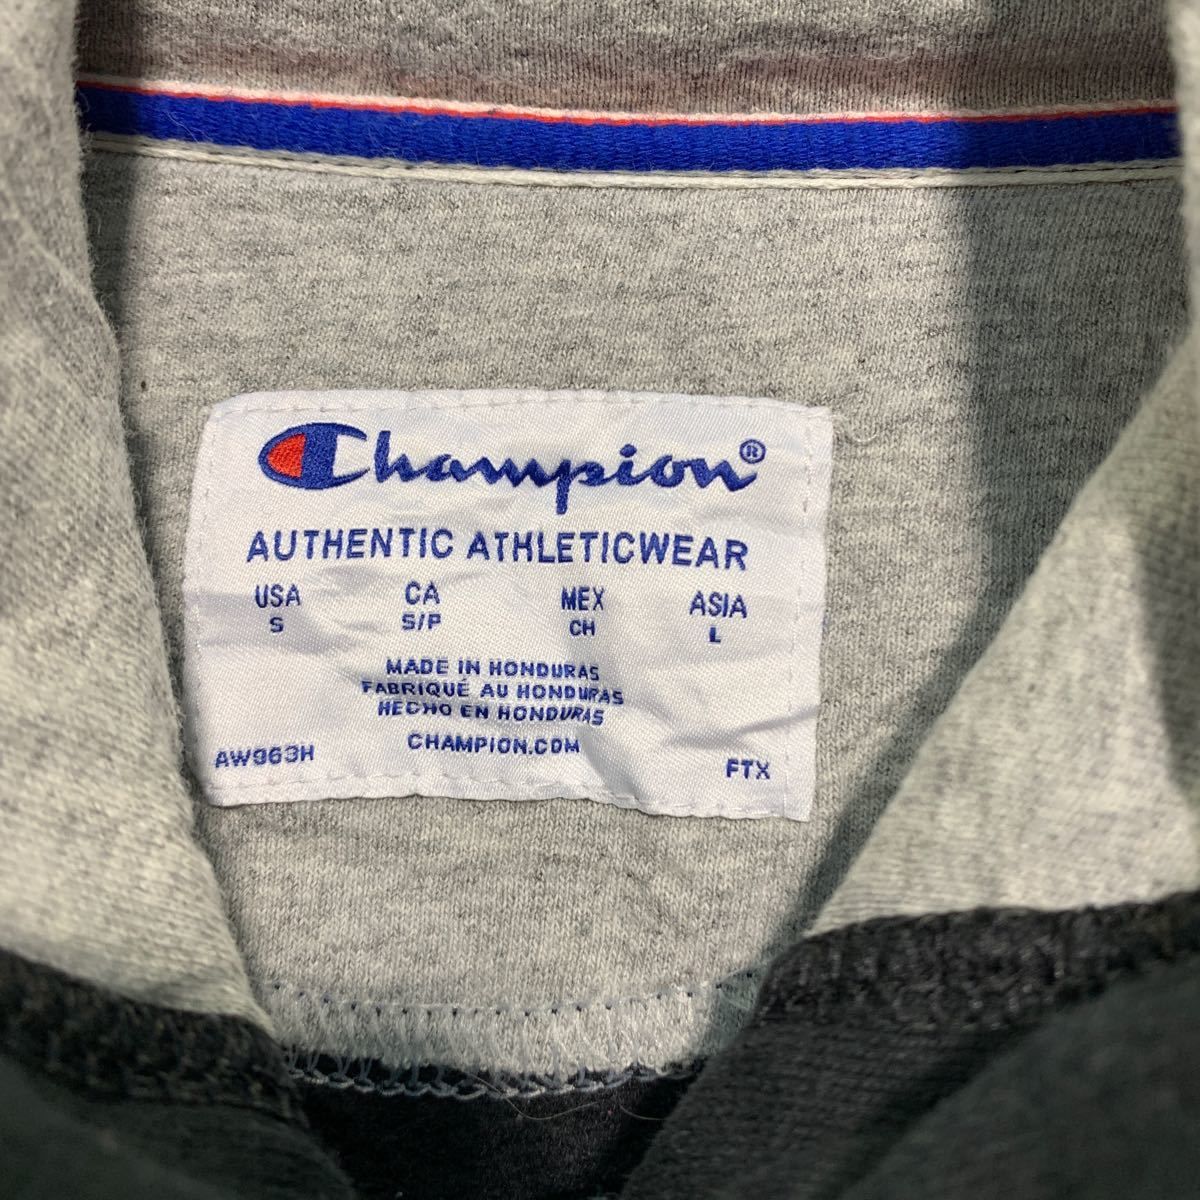 Champion®
AUTHENTIC ATHLETICWEAR
USA CA MEX ASIA
S S/P CH L
MADE IN HONDURAS
FABRIQUÉ AU HONDURAS
HECHO EN HONDURAS
CHAMPION.COM
AW963H FTX